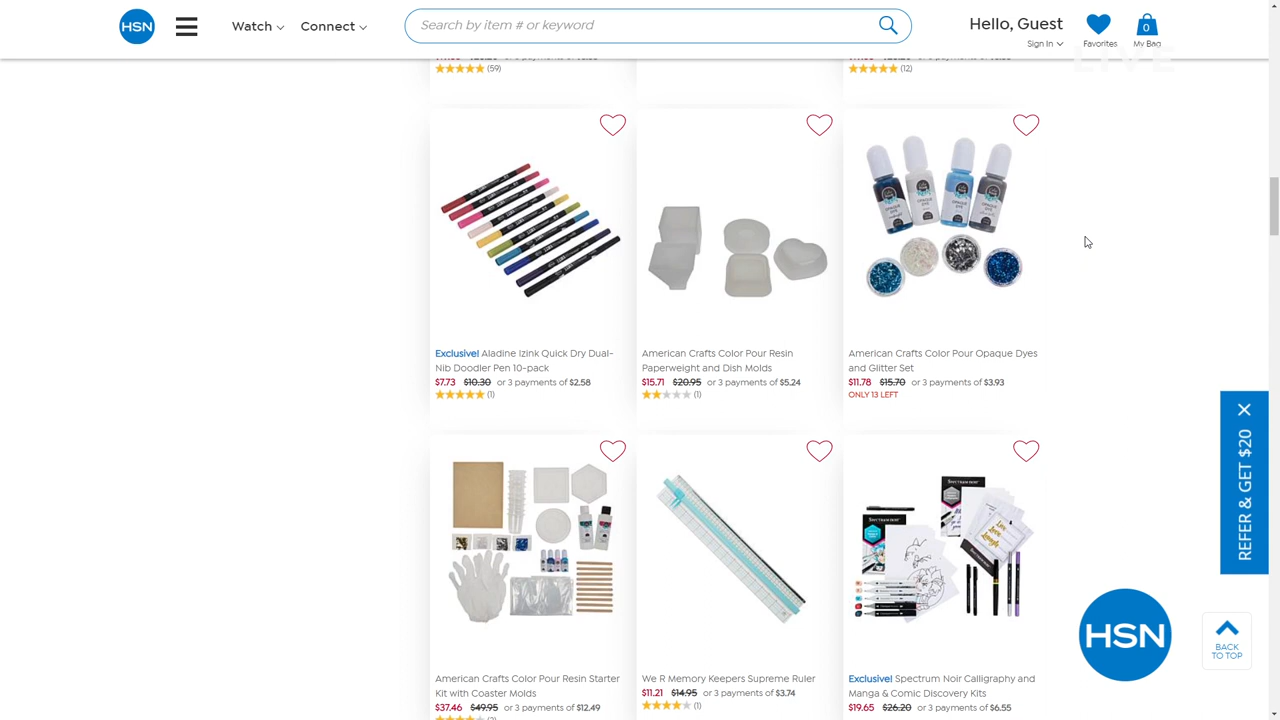 HSN
Watch
Connect
Search by item # or keyword
Hello, Guest
Sign In
Favorites
0
My Bag
LIVE
(59)
(12)
Exclusive! Aladine Izink Quick Dry Dual-
Nib Doodler Pen 10-pack
$7.73 $10.30 or 3 payments of $2.58
(1)
American Crafts Color Pour Resin
Paperweight and Dish Molds
$15.71 $20.95 or 3 payments of $5.24
(1)
American Crafts Color Pour Opaque Dyes
and Glitter Set
$11.78 $15.70 or 3 payments of $3.93
ONLY 13 LEFT
American Crafts Color Pour Resin Starter
Kit with Coaster Molds
$37.46 $49.95 or 3 payments of $12.49
We R Memory Keepers Supreme Ruler
$11.21 $14.95 or 3 payments of $3.74
(1)
Exclusive! Spectrum Noir Calligraphy and
Manga & Comic Discovery Kits
$19.65 $26.20 or 3 payments of $6.55
REFER & GET $20
HSN
BACK
TO TOP